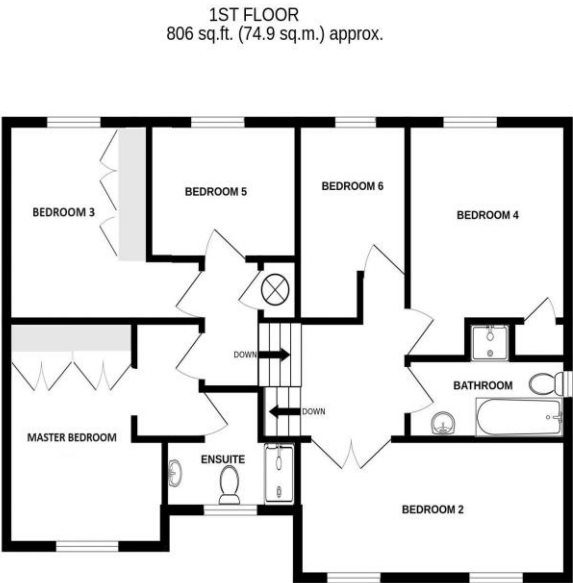 1ST FLOOR
806 sq.ft. (74.9 sq.m.) approx.
BEDROOM 3
BEDROOM 5
BEDROOM 6
BEDROOM 4
DOWN
DOWN
BATHROOM
MASTER BEDROOM
ENSUITE
BEDROOM 2